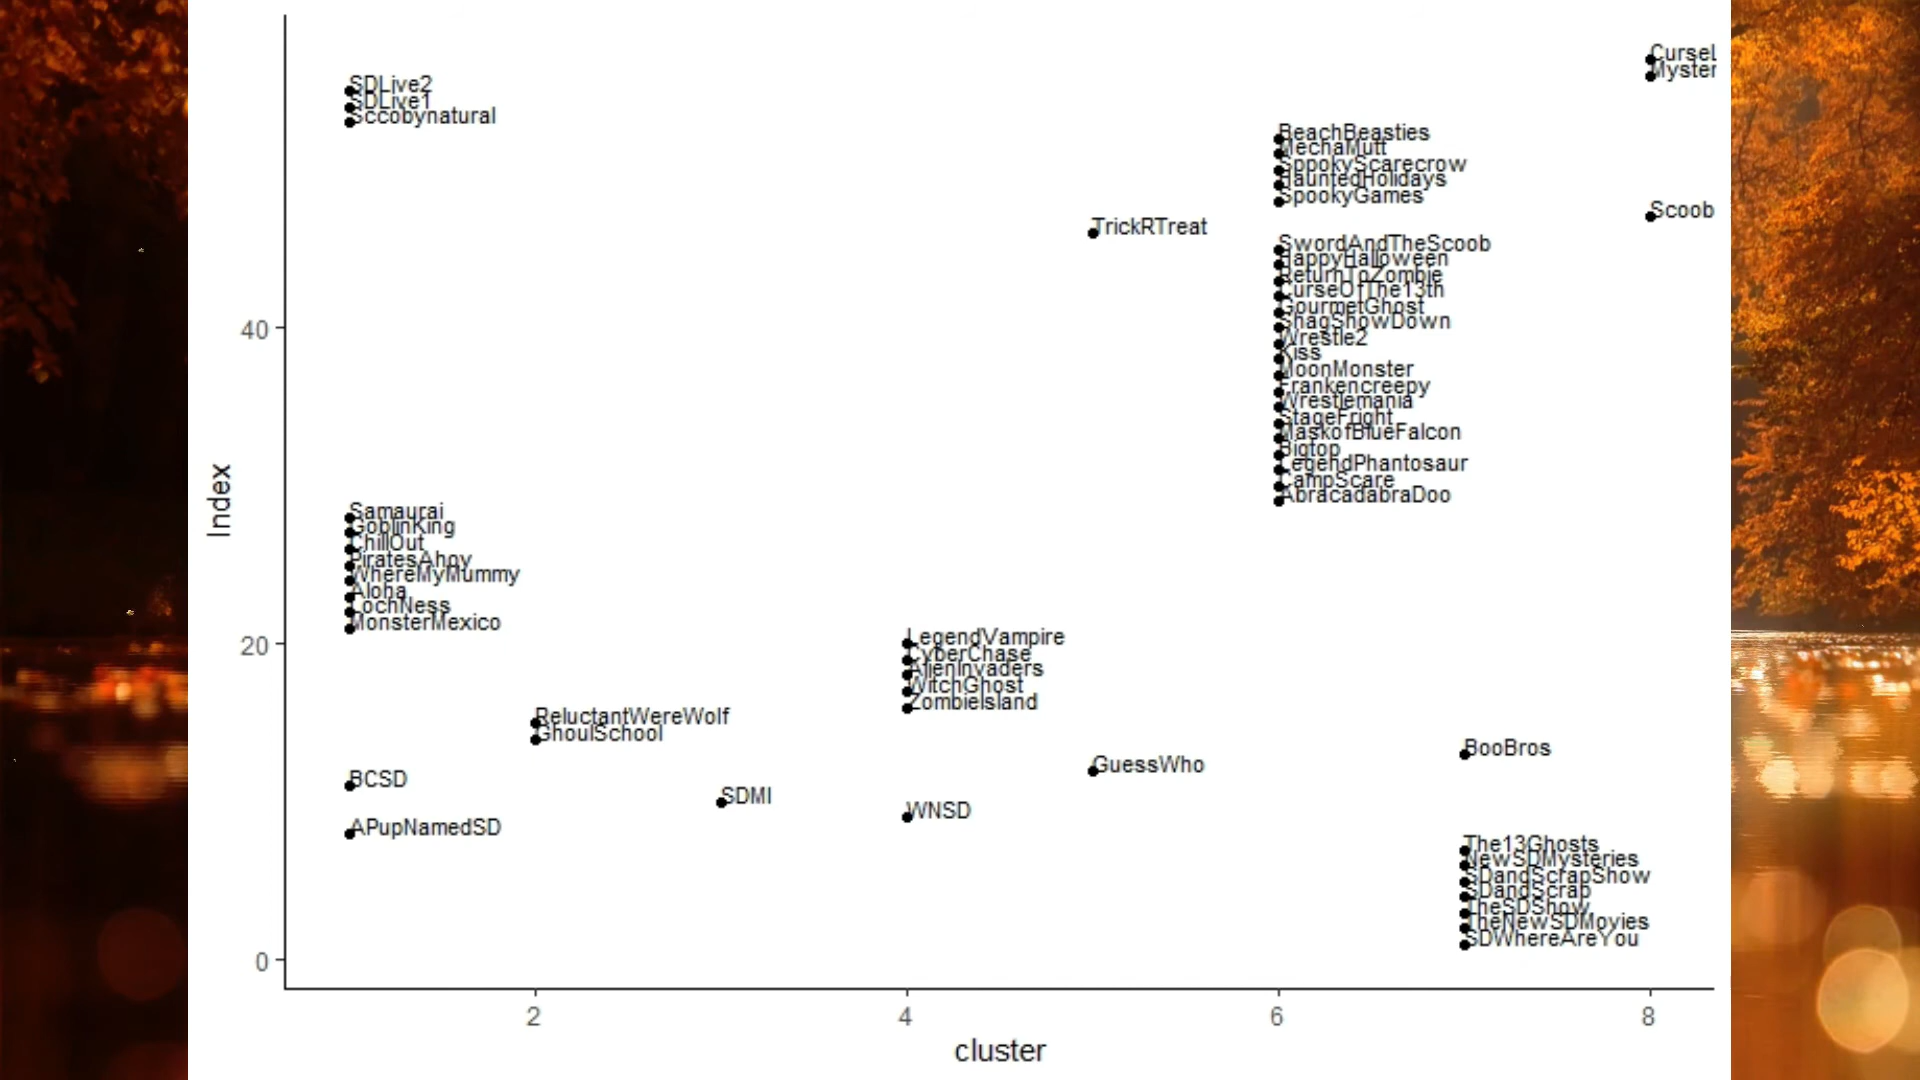 CurseL
Myster
SDLive2
SDLive1
Sccobynatural
BeachBeasties
MechaMutt
SppokyScarecrow
HauntedHolidays
SpookyGames
Scoob
TrickRTreat
SwordAndTheScoob
HappyHalloween
ReturnToZombie
CurseOfThe13th
GourmetGhost
ShagShowDown
Wrestle2
Kiss
MoonMonster
Frankencreepy
Wrestlemania
StageFright
MaskofBlueFalcon
Bigtop
LegendPhantosaur
CampScare
AbracadabraDoo
40
Index
Samaurai
GoblinKing
ChillOut
PiratesAhoy
WhereMyMummy
Aloha
LochNess
MonsterMexico
20
LegendVampire
CyberChase
AlienInvaders
WitchGhost
ZombieIsland
ReluctantWereWolf
GhoulSchool
BooBros
GuessWho
BCSD
SDMI
WNSD
APupNamedSD
The13Ghosts
NewSDMysteries
SDandScrapShow
SDandScrap
TheSDShow
TheNewSDMovies
SDWhereAreYou
0
2 4 6 8
cluster